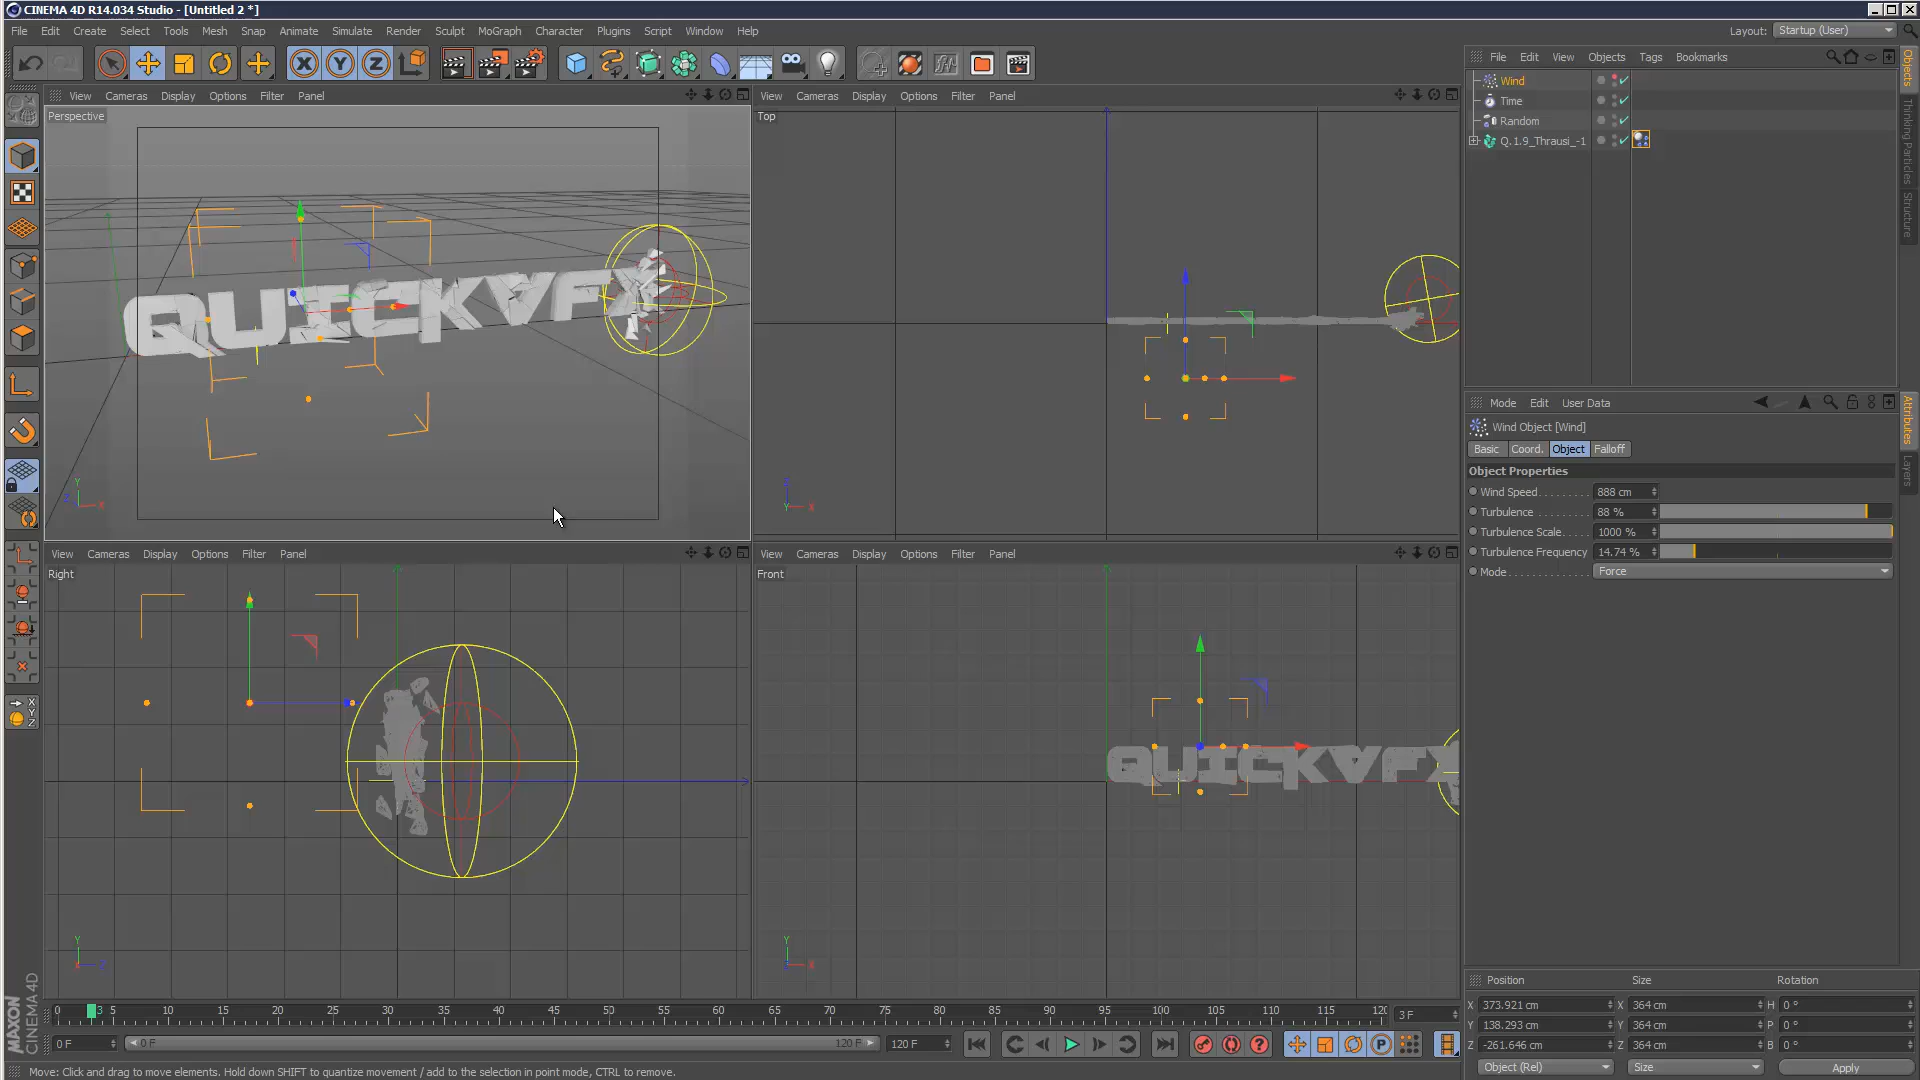 CINEMA 4D R14.034 Studio - [Untitled 2 *]
File Edit Create Select Tools Mesh Snap Animate Simulate Render Sculpt MoGraph Character Plugins Script Window Help
Layout: Startup (User)
View Cameras Display Options Filter Panel
Perspective
QUICKVFX
View Cameras Display Options Filter Panel
Top
View Cameras Display Options Filter Panel
Right
View Cameras Display Options Filter Panel
Front
QUICKVFX
File Edit View Objects Tags Bookmarks
Wind
Time
Random
Q.1.9_Thrausi_-1
Objects
Thinking Particles
Structure
Mode Edit User Data
Wind Object [Wind]
Basic Coord. Object Falloff
Object Properties
Wind Speed 888 cm
Turbulence 88 %
Turbulence Scale 1000 %
Turbulence Frequency 14.74 %
Mode Force
Attributes
Layers
Position Size Rotation
X 373.921 cm X 364 cm H 0 °
Y 138.293 cm Y 364 cm P 0 °
Z -261.646 cm Z 364 cm B 0 °
Object (Rel) Size Apply
0 3 5 10 15 20 25 30 35 40 45 50 55 60 65 70 75 80 85 90 95 100 105 110 115 120 3 F
0 F 0 F 120 F 120 F
MAXON CINEMA 4D
Move: Click and drag to move elements. Hold down SHIFT to quantize movement / add to the selection in point mode, CTRL to remove.